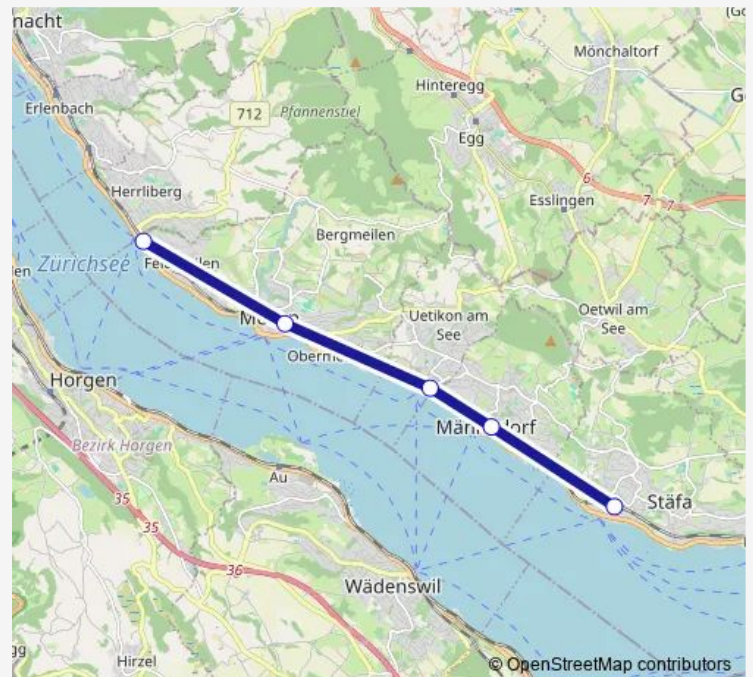 nacht
Mönchaltorf
Hinteregg
Erlenbach
712
Pfannenstiel
Egg
Herrliberg
6
7
7
Esslingen
Bergmeilen
Zürichsee
Uetikon am
See
Oetwil am
See
Horgen
Bezirk Horgen
Stäfa
Au
35
35
36
Wädenswil
Hirzel
© OpenStreetMap contributors